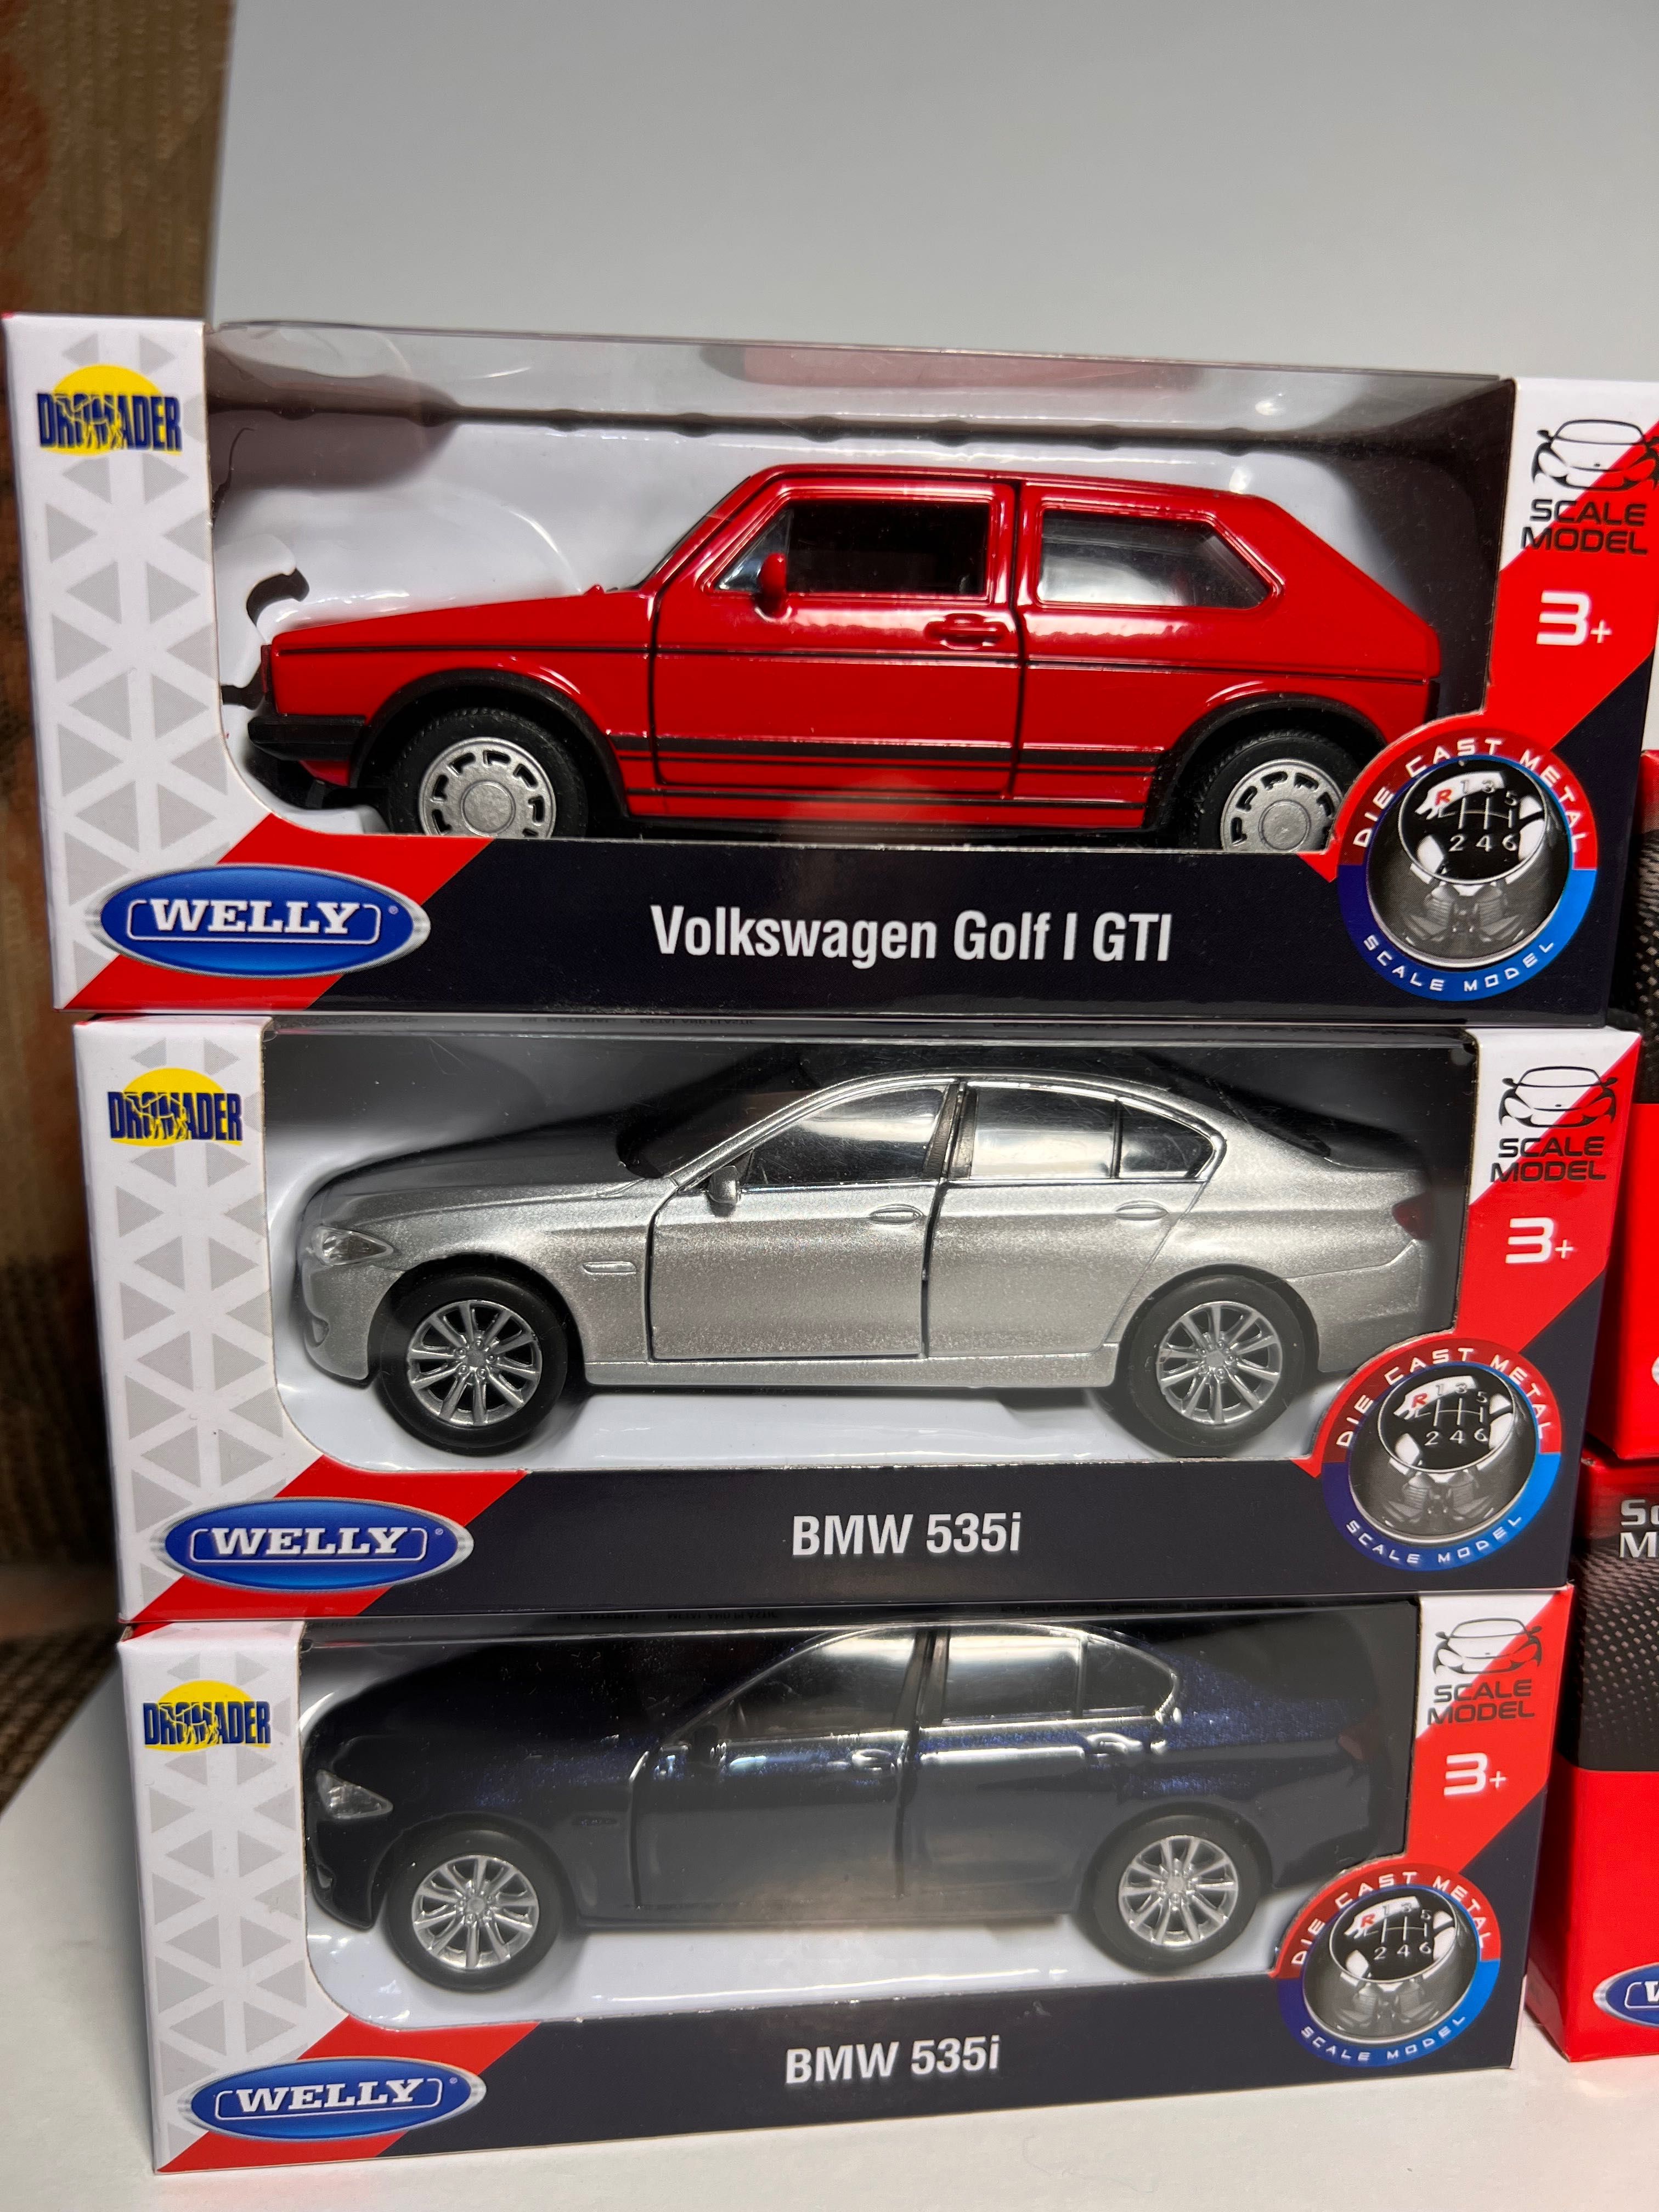 DROMADER
SCALE
MODEL
3+
DIE CAST METAL
R 1 3 5
2 4 6
SCALE MODEL
WELLY®
Volkswagen Golf I GTI
DROMADER
SCALE
MODEL
3+
DIE CAST METAL
R 1 3 5
2 4 6
SCALE MODEL
WELLY®
BMW 535i
DROMADER
SCALE
MODEL
3+
DIE CAST METAL
R 1 3 5
2 4 6
SCALE MODEL
WELLY
BMW 535i